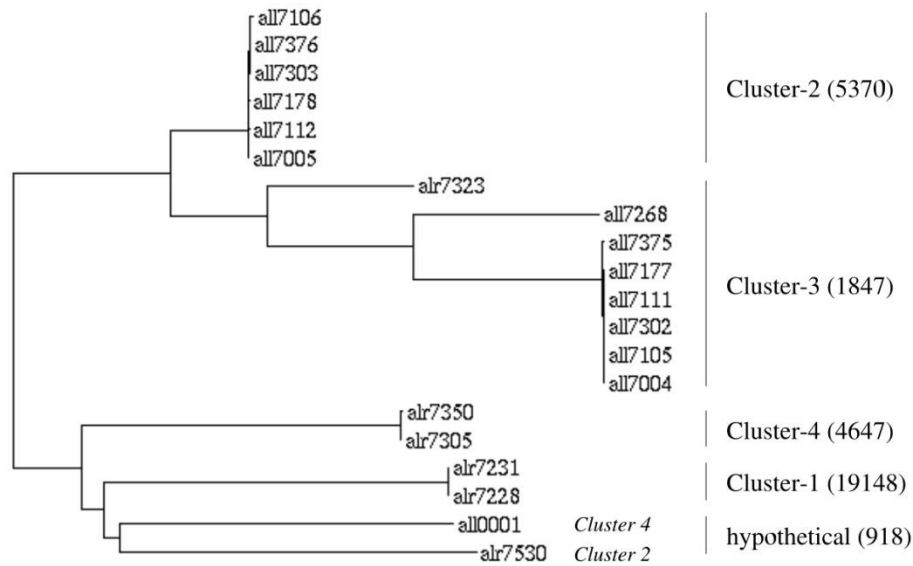 all7106
all7376
all7303
all7178
all7112
all7005
Cluster-2 (5370)
alr7323
all7268
all7375
all7177
all7111
all7302
all7105
all7004
Cluster-3 (1847)
alr7350
alr7305
Cluster-4 (4647)
alr7231
alr7228
Cluster-1 (19148)
all0001 Cluster 4
alr7530 Cluster 2
hypothetical (918)